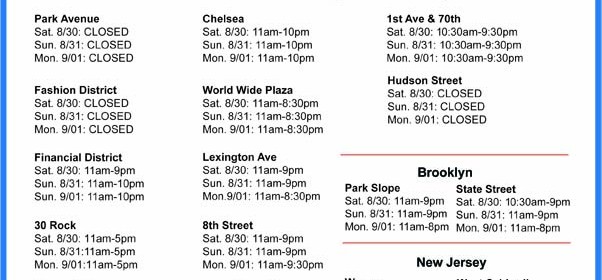 Park Avenue
Sat. 8/30: CLOSED
Sun. 8/31: CLOSED
Mon. 9/01: CLOSED
Fashion District
Sat. 8/30: CLOSED
Sun. 8/31: CLOSED
Mon. 9/01: CLOSED
Financial District
Sat. 8/30: 11am-9pm
Sun. 8/31: 11am-10pm
Mon. 9/01: 11am-10pm
30 Rock
Sat. 8/30: 11am-5pm
Sun. 8/31:11am-5pm
Mon. 9/01:11am-5pm
Chelsea
Sat. 8/30: 11am-10pm
Sun. 8/31: 11am-10pm
Mon. 9/01: 11am-10pm
World Wide Plaza
Sat. 8/30: 11am-8:30pm
Sun. 8/31: 11am-8:30pm
Mon. 9/01: 11am-8:30pm
Lexington Ave
Sat. 8/30: 11am-9pm
Sun. 8/31: 11am-9pm
Mon.9/01: 11am-8:30pm
8th Street
Sat. 8/30: 11am-9pm
Sun. 8/31: 11am-9pm
Mon. 9/01: 11am-9:30pm
1st Ave & 70th
Sat. 8/30: 10:30am-9:30pm
Sun. 8/31: 10:30am-9:30pm
Mon. 9/01: 10:30am-9:30pm
Hudson Street
Sat. 8/30: CLOSED
Sun. 8/31: CLOSED
Mon. 9/01: CLOSED
Brooklyn
Park Slope
Sat. 8/30: 11am-9pm
Sun. 8/31: 11am-9pm
Mon. 9/01: 11am-8pm
State Street
Sat. 8/30: 10:30am-9pm
Sun. 8/31: 11am-9pm
Mon. 9/01: 11am-8pm
New Jersey